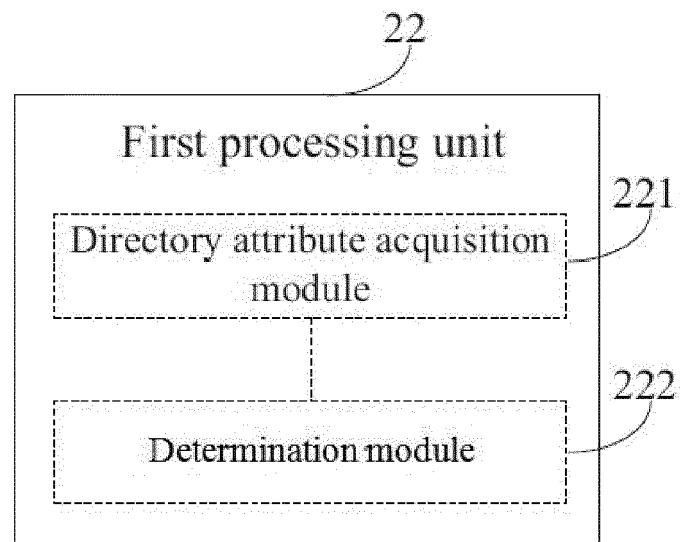 22
First processing unit
221
Directory attribute acquisition
module
222
Determination module